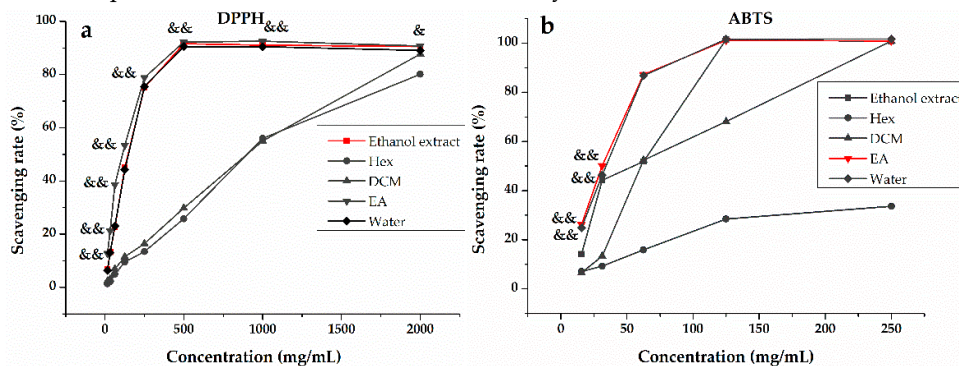 a
DPPH
&&
&&
&
&&
&&
&&
&&
&&
Ethanol extract
Hex
DCM
EA
Water
Scavenging rate (%)
100
80
60
40
20
0
0
500
1000
1500
2000
Concentration (mg/mL)
b
ABTS
&&
&&
&&
&&
Ethanol extract
Hex
DCM
EA
Water
Scavenging rate (%)
100
80
60
40
20
0
0
50
100
150
200
250
Concentration (mg/mL)